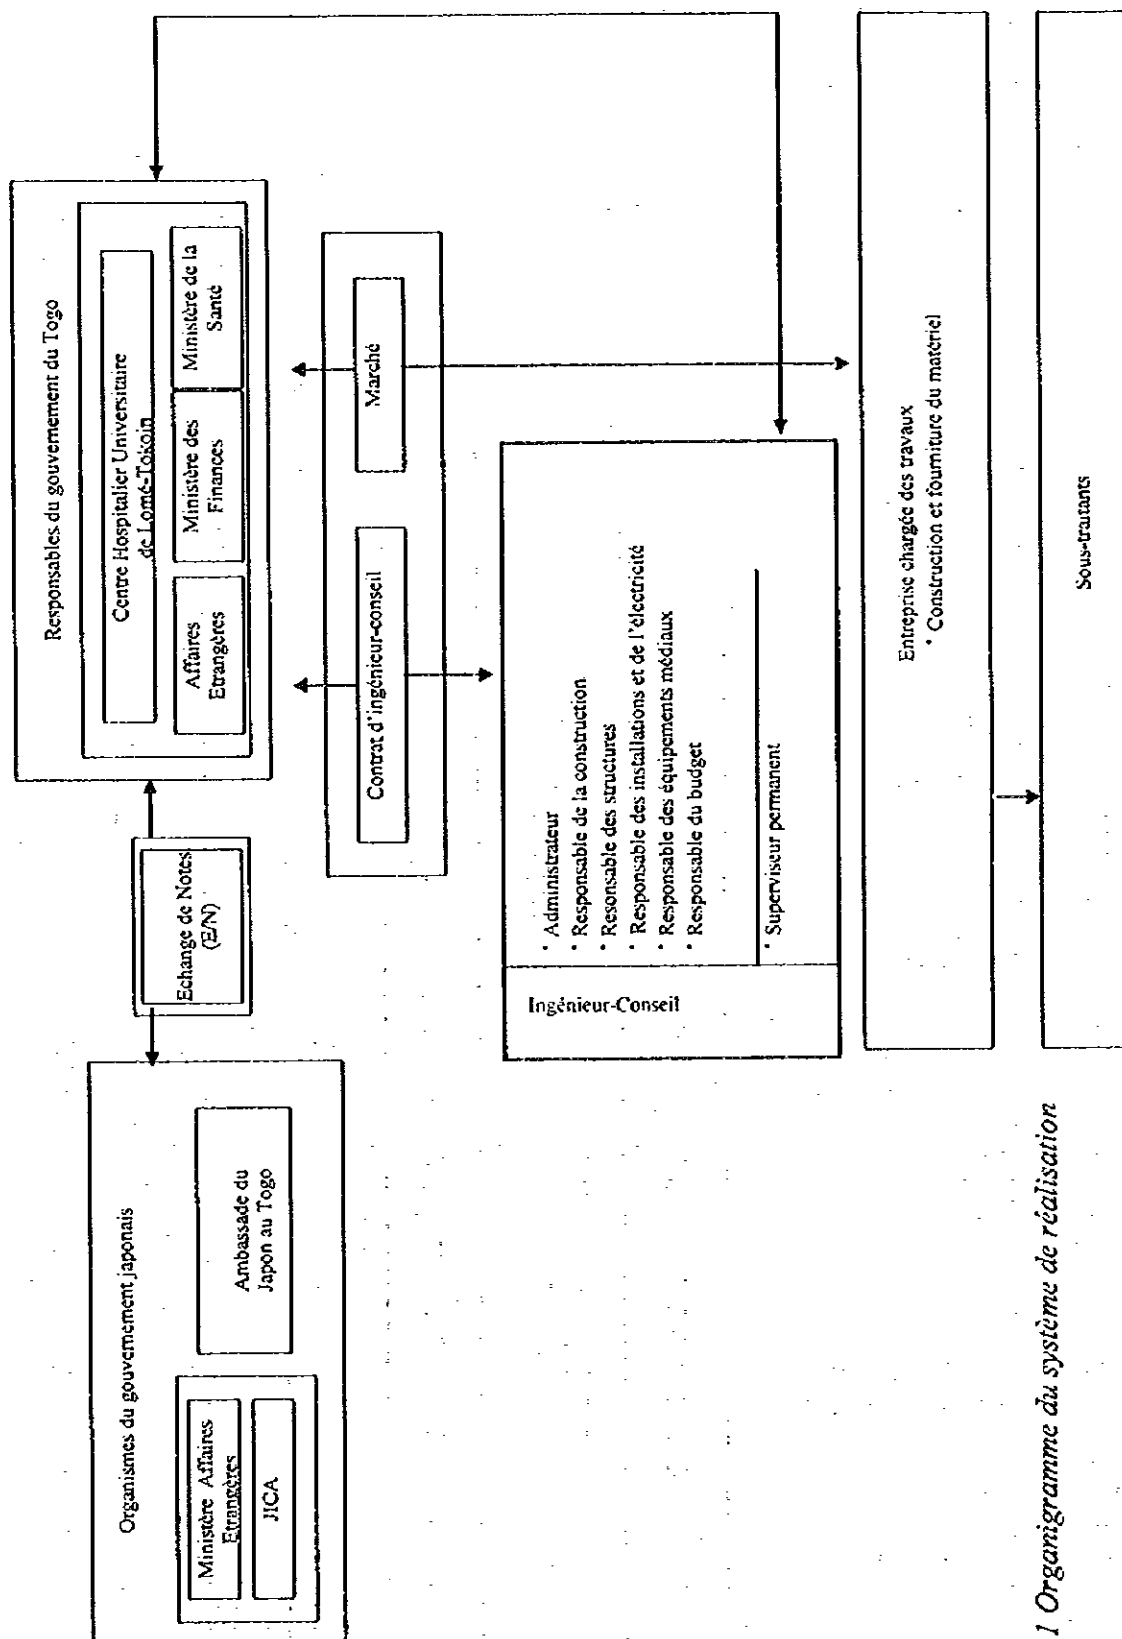 Organismes du gouvernement japonais
Ministère Affaires
Etrangères
JICA
Ambassade du
Japon au Togo
Echange de Notes
(E/N)
Responsables du gouvernement du Togo
Centre Hospitalier Universitaire
de Lomé-Tokoin
Affaires
Etrangères
Ministère des
Finances
Ministère de la
Santé
Contrat d'ingénieur-conseil
Marché
Ingénieur-Conseil
* Administrateur
* Responsable de la construction
* Resonsable des structures
* Responsable des installations et de l'électricité
* Responsable des équipements médiaux
* Responsable du budget
* Superviseur permanent
Entreprise chargée des travaux
* Construction et fourniture du matériel
Sous-traitants
1 Organigramme du système de réalisation